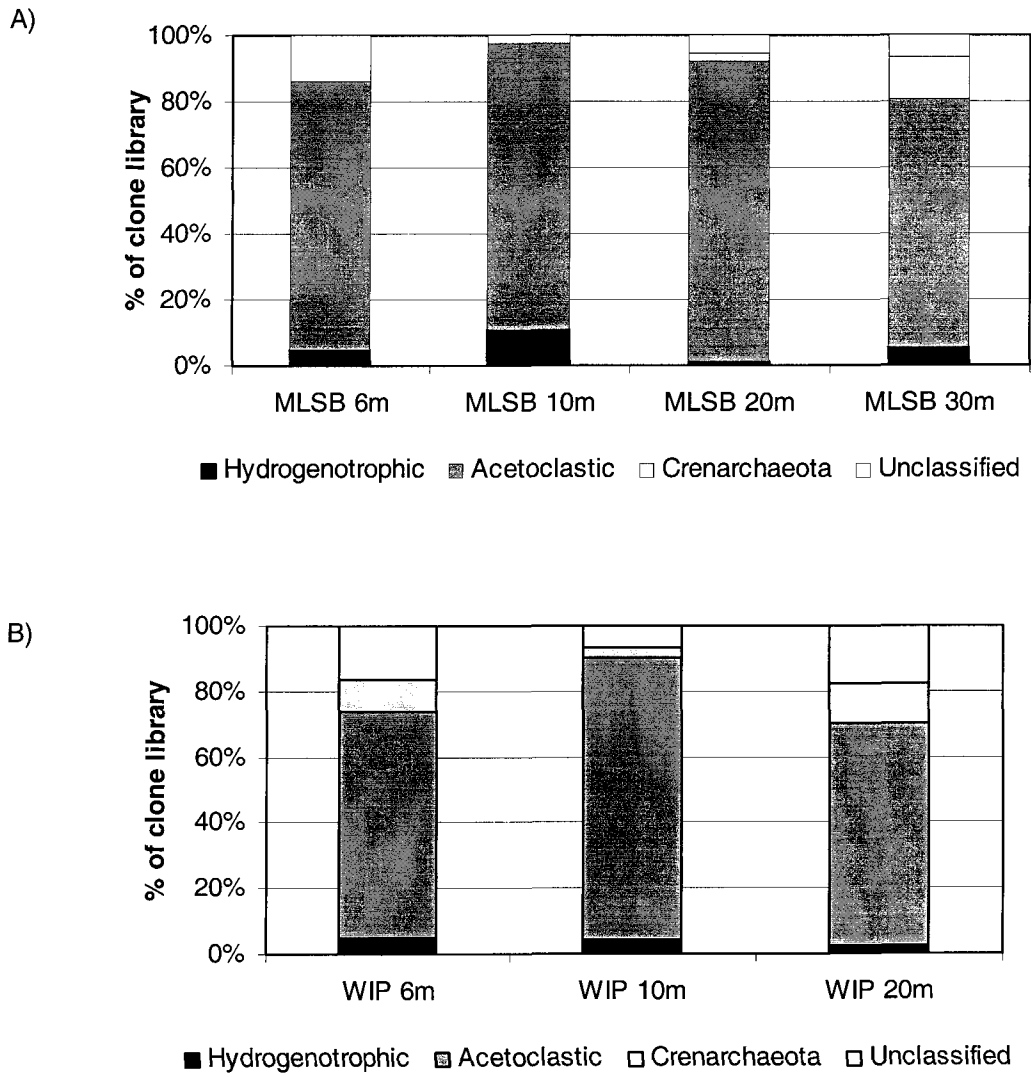 A)
% of clone library
100%
80%
60%
40%
20%
0%
MLSB 6m MLSB 10m MLSB 20m MLSB 30m
Hydrogenotrophic Acetoclastic Crenarchaeota Unclassified
B)
% of clone library
100%
80%
60%
40%
20%
0%
WIP 6m WIP 10m WIP 20m
Hydrogenotrophic Acetoclastic Crenarchaeota Unclassified